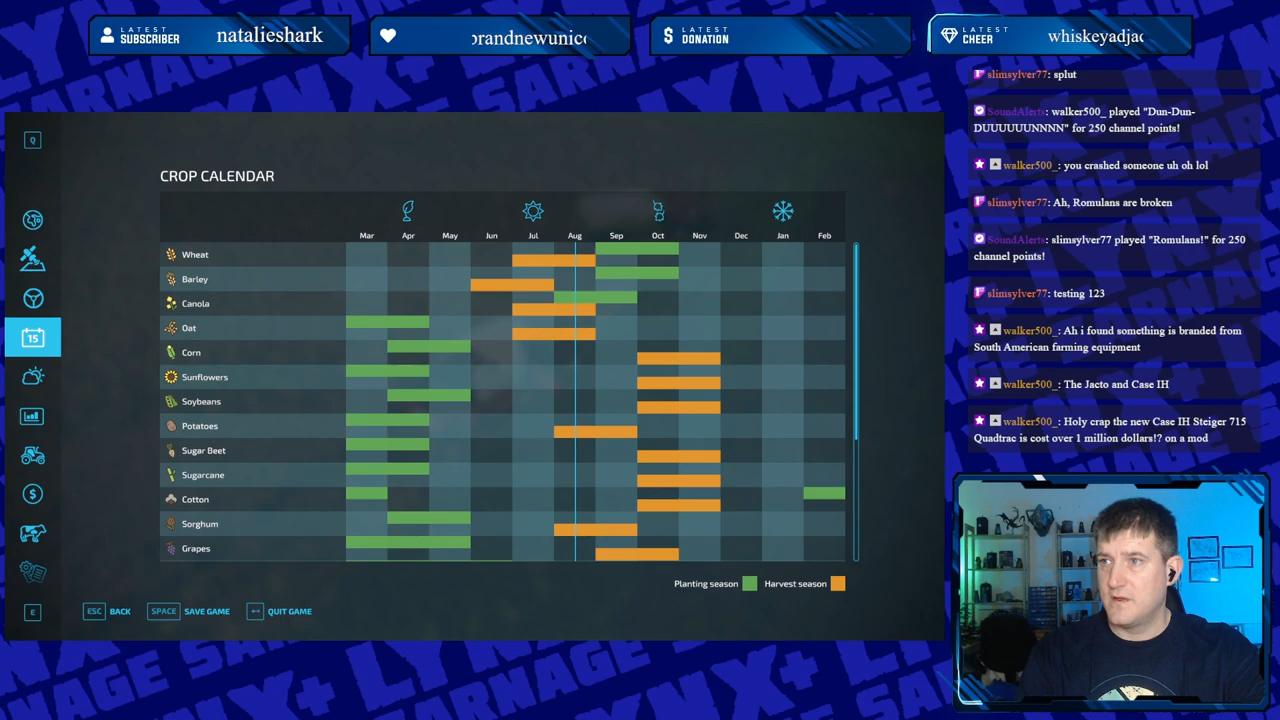 LATEST
SUBSCRIBER
natalieshark
brandnewunic
LATEST
DONATION
LATEST
CHEER
whiskeyadja
LYNX+
SARNAGE
slimsylver77: splut
SoundAlerts: walker500_ played "Dun-Dun-
DUUUUUUNNNN" for 250 channel points!
walker500_: you crashed someone uh oh lol
slimsylver77: Ah, Romulans are broken
SoundAlerts: slimsylver77 played "Romulans!" for 250
channel points!
slimsylver77: testing 123
walker500_: Ah i found something is branded from
South American farming equipment
walker500_: The Jacto and Case IH
walker500_: Holy crap the new Case IH Steiger 715
Quadtrac is cost over 1 million dollars!? on a mod
Q
15
E
CROP CALENDAR
Mar Apr May Jun Jul Aug Sep Oct Nov Dec Jan Feb
Wheat
Barley
Canola
Oat
Corn
Sunflowers
Soybeans
Potatoes
Sugar Beet
Sugarcane
Cotton
Sorghum
Grapes
Planting season Harvest season
ESC BACK SPACE SAVE GAME QUIT GAME